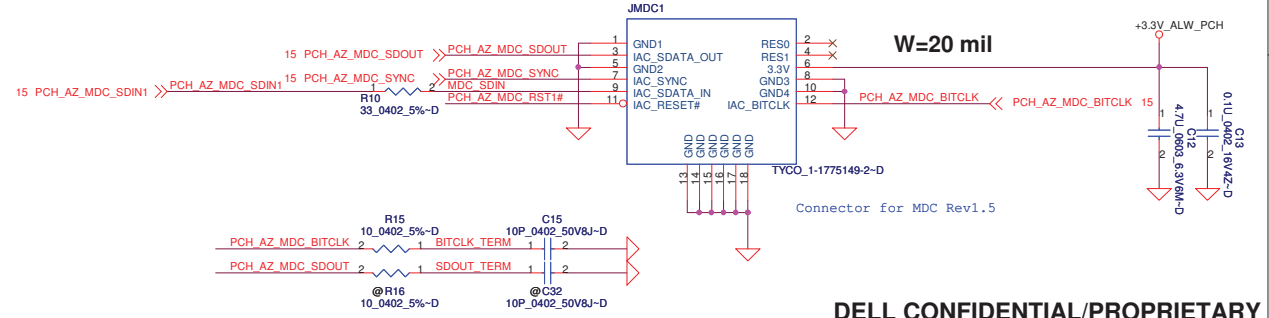 JMDC1
+3.3V_ALW_PCH
W=20 mil
15 PCH_AZ_MDC_SDOUT PCH_AZ_MDC_SDOUT
15 PCH_AZ_MDC_SYNC PCH_AZ_MDC_SYNC
15 PCH_AZ_MDC_SDIN1 PCH_AZ_MDC_SDIN1 1 2 MDC_SDIN
R10
33_0402_5%~D
PCH_AZ_MDC_RST1#
1 GND1 RES0 2
3 IAC_SDATA_OUT RES1 4
5 GND2 3.3V 6
7 IAC_SYNC GND3 8
9 IAC_SDATA_IN GND4 10
11 IAC_RESET# IAC_BITCLK 12
PCH_AZ_MDC_BITCLK PCH_AZ_MDC_BITCLK 15
GND GND GND GND GND GND
13 14 15 16 17 18
TYCO_1-1775149-2~D
Connector for MDC Rev1.5
1 2
C12
4.7U_0603_6.3V6M~D
1 2
C13
0.1U_0402_16V4Z~D
R15
10_0402_5%~D
C15
10P_0402_50V8J~D
PCH_AZ_MDC_BITCLK 2 1 BITCLK_TERM 1 2
PCH_AZ_MDC_SDOUT 2 1 SDOUT_TERM 1 2
@R16
10_0402_5%~D
@C32
10P_0402_50V8J~D
DELL CONFIDENTIAL/PROPRIETARY